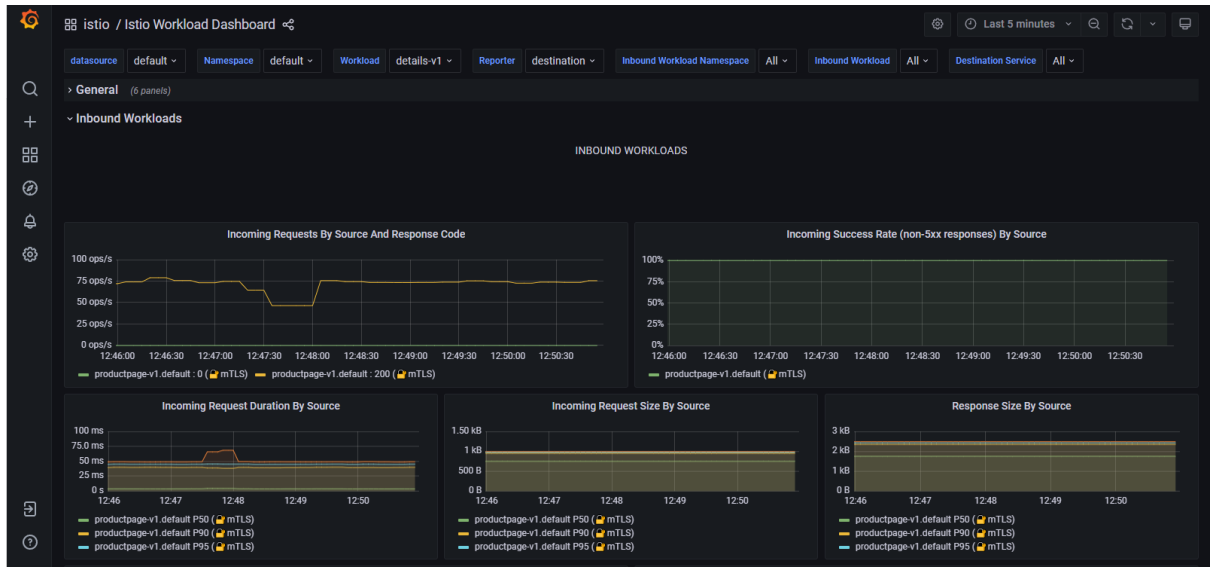 istio / Istio Workload Dashboard
Last 5 minutes
datasource default Namespace default Workload details-v1 Reporter destination Inbound Workload Namespace All Inbound Workload All Destination Service All
General (6 panels)
Inbound Workloads
INBOUND WORKLOADS
Incoming Requests By Source And Response Code
100 ops/s
75 ops/s
50 ops/s
25 ops/s
0 ops/s
12:46:00 12:46:30 12:47:00 12:47:30 12:48:00 12:48:30 12:49:00 12:49:30 12:50:00 12:50:30
productpage-v1.default : 0 (🔐mTLS) productpage-v1.default : 200 (🔐mTLS)
Incoming Success Rate (non-5xx responses) By Source
100%
75%
50%
25%
0%
12:46:00 12:46:30 12:47:00 12:47:30 12:48:00 12:48:30 12:49:00 12:49:30 12:50:00 12:50:30
productpage-v1.default (🔐mTLS)
Incoming Request Duration By Source
100 ms
75.0 ms
50 ms
25 ms
0 s
12:46 12:47 12:48 12:49 12:50
productpage-v1.default P50 (🔐mTLS)
productpage-v1.default P90 (🔐mTLS)
productpage-v1.default P95 (🔐mTLS)
Incoming Request Size By Source
1.50 kB
1 kB
500 B
0 B
12:46 12:47 12:48 12:49 12:50
productpage-v1.default P50 (🔐mTLS)
productpage-v1.default P90 (🔐mTLS)
productpage-v1.default P95 (🔐mTLS)
Response Size By Source
3 kB
2 kB
1 kB
0 B
12:46 12:47 12:48 12:49 12:50
productpage-v1.default P50 (🔐mTLS)
productpage-v1.default P90 (🔐mTLS)
productpage-v1.default P95 (🔐mTLS)